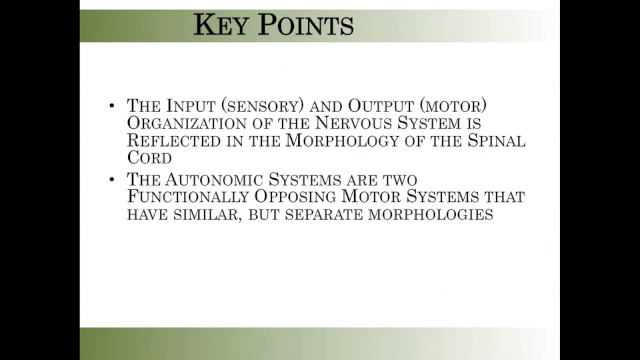 KEY POINTS
• THE INPUT (SENSORY) AND OUTPUT (MOTOR)
ORGANIZATION OF THE NERVOUS SYSTEM IS
REFLECTED IN THE MORPHOLOGY OF THE SPINAL
CORD
• THE AUTONOMIC SYSTEMS ARE TWO
FUNCTIONALLY OPPOSING MOTOR SYSTEMS THAT
HAVE SIMILAR, BUT SEPARATE MORPHOLOGIES